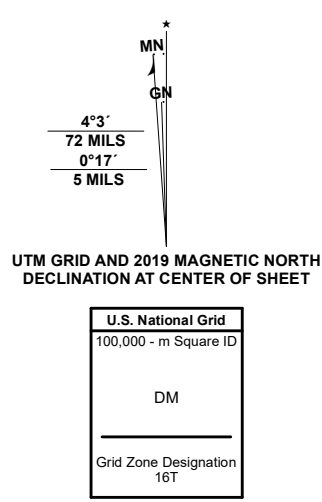 ★
MN
GN
4°3´
72 MILS
0°17´
5 MILS
UTM GRID AND 2019 MAGNETIC NORTH
DECLINATION AT CENTER OF SHEET
U.S. National Grid
100,000 - m Square ID
DM
Grid Zone Designation
16T